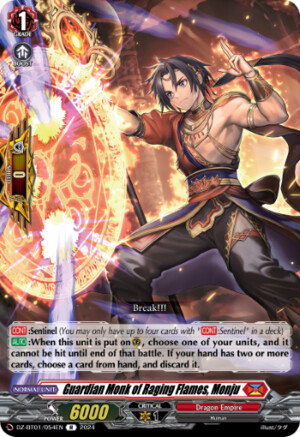 1
GRADE
BOOST
0
Break!!!
CONT:Sentinel (You may only have up to four cards with "
CONT:Sentinel" in a deck)
AUTO:When this unit is put on G, choose one of your units, and it
cannot be hit until end of that battle. If your hand has two or more
cards, choose a card from hand, and discard it.
NORMAL UNIT
Guardian Monk of Raging Flames, Monju
D-DZ-BT01/054EN R 2024
POWER 6000
CRITICAL
1
Dragon Empire
Human